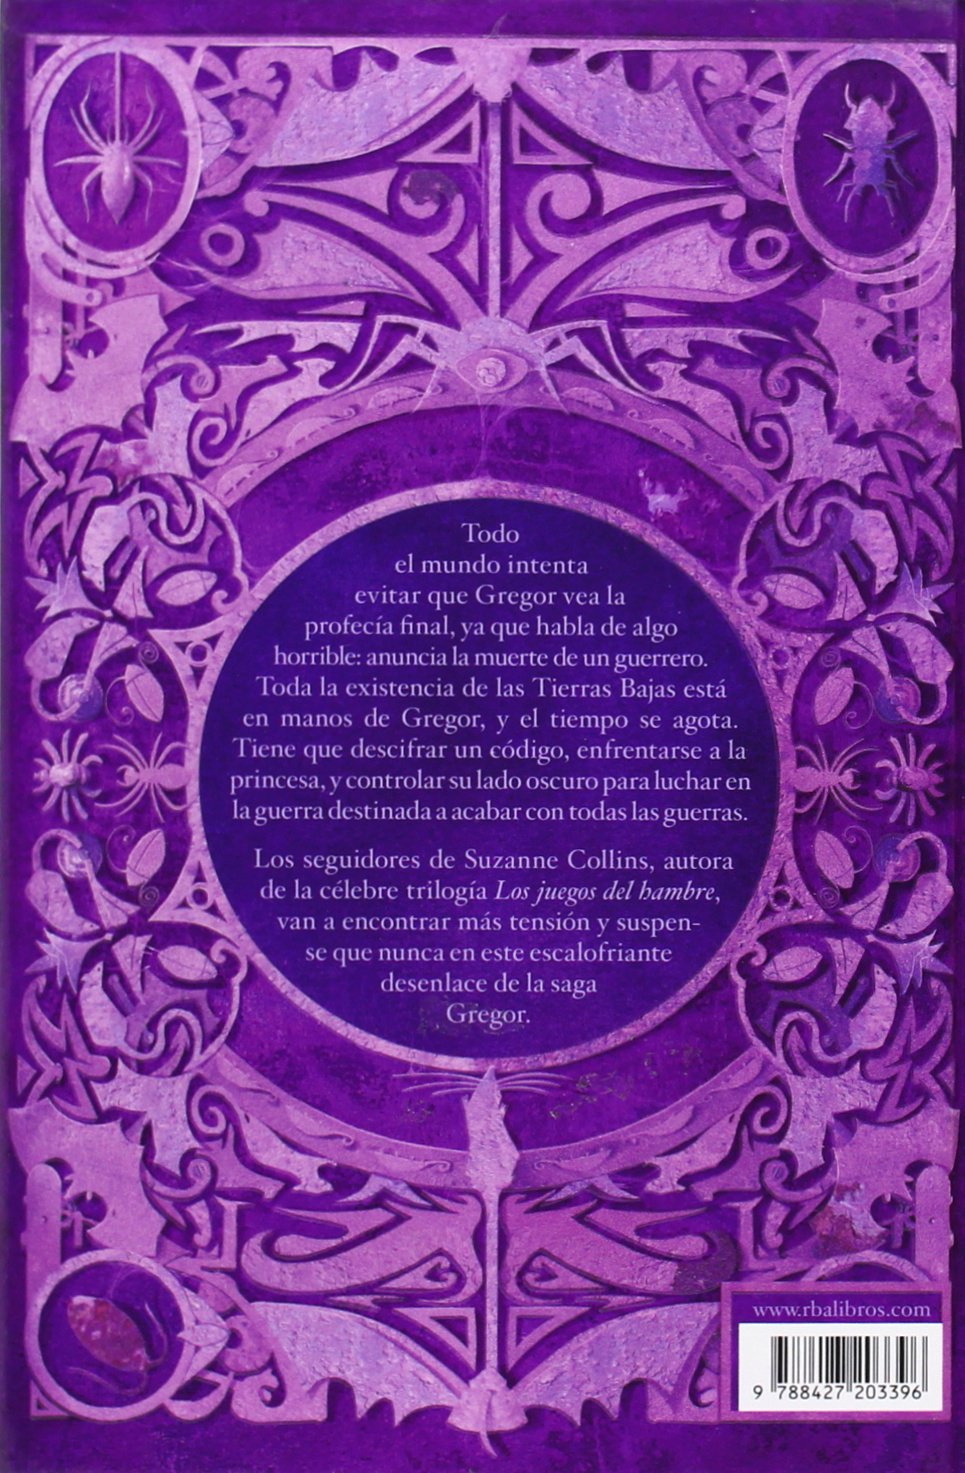 Todo
el mundo intenta
evitar que Gregor vea la
profecía final, ya que habla de algo
horrible: anuncia la muerte de un guerrero.
Toda la existencia de las Tierras Bajas está
en manos de Gregor, y el tiempo se agota.
Tiene que descifrar un código, enfrentarse a la
princesa, y controlar su lado oscuro para luchar en
la guerra destinada a acabar con todas las guerras.
Los seguidores de Suzanne Collins, autora
de la célebre trilogía Los juegos del hambre,
van a encontrar más tensión y suspen-
se que nunca en este escalofriante
desenlace de la saga
Gregor.
www.rbalibros.com
9 788427 203396